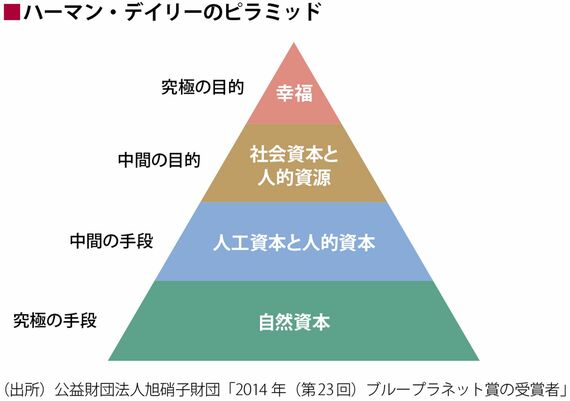 ■ハーマン・デイリーのピラミッド
究極の目的
幸福
中間の目的
社会資本と
人的資源
中間の手段
人工資本と人的資本
究極の手段
自然資本
(出所)公益財団法人旭硝子財団「2014年(第23回)ブループラネット賞の受賞者」